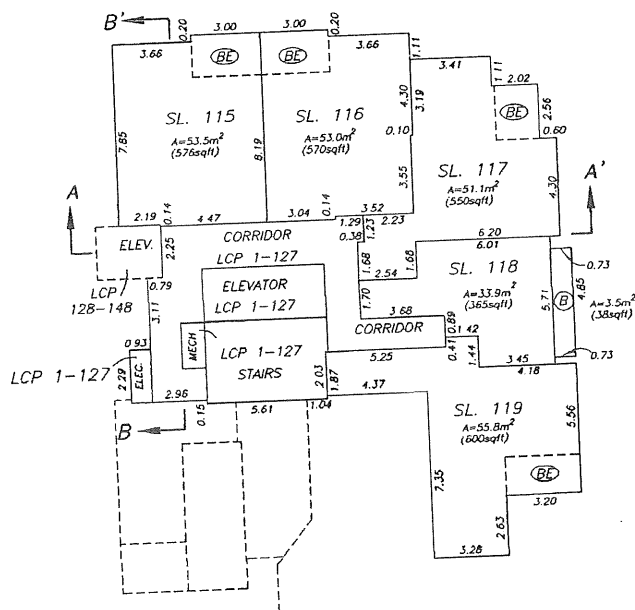 B'
0.20
3.00
3.00
0.20
3.66
BE
BE
3.66
1.11
3.41
1.11
2.02
BE
2.56
0.60
SL. 115
A=53.5m²
(576sqft)
7.85
8.19
SL. 116
A=53.0m²
(570sqft)
4.30
3.19
0.10
3.55
SL. 117
A=51.1m²
(550sqft)
4.30
A
A'
2.19
0.14
4.47
3.04
0.14
3.52
1.29
1.23
2.23
0.38
6.20
6.01
ELEV.
2.25
CORRIDOR
LCP 1-127
1.68
2.54
1.68
SL. 118
A=33.9m²
(365sqft)
5.71
0.73
B
4.85
A=3.5m²
(38sqft)
0.73
LCP
128-148
0.79
3.11
ELEVATOR
LCP 1-127
1.70
3.68
0.89
CORRIDOR
1.42
0.41
1.44
3.45
4.18
MECH
LCP 1-127
STAIRS
5.25
2.03
1.87
4.37
0.93
LCP 1-127
ELEC.
2.29
2.96
0.15
5.61
1.04
B
SL. 119
A=55.8m²
(600sqft)
5.56
BE
3.20
7.35
2.63
3.28